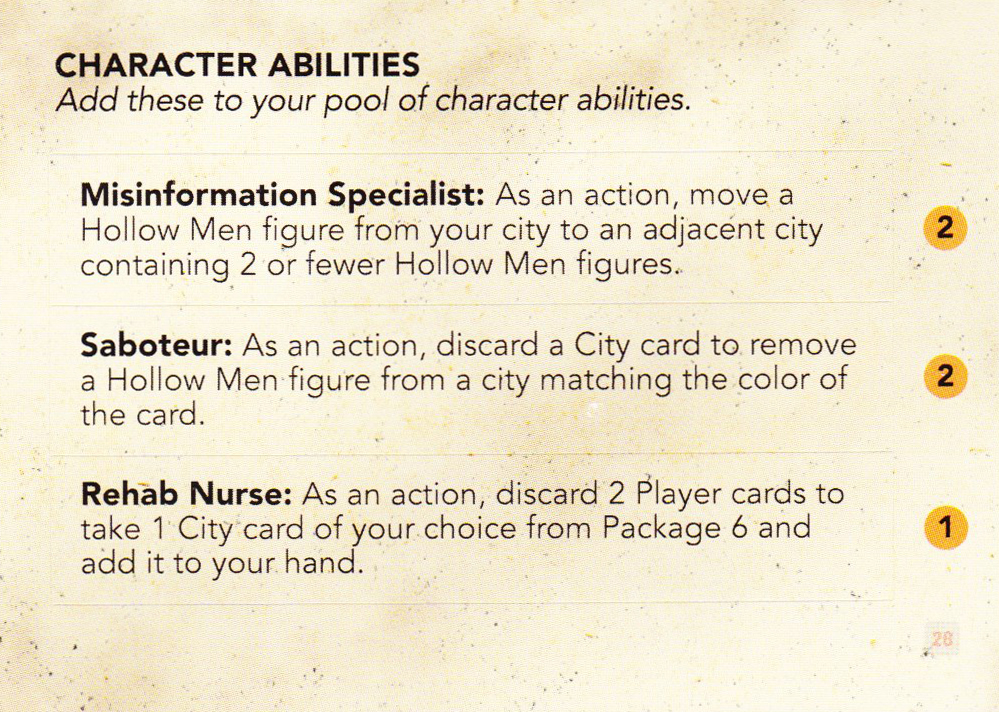 CHARACTER ABILITIES
Add these to your pool of character abilities.
Misinformation Specialist: As an action, move a
Hollow Men figure from your city to an adjacent city
containing 2 or fewer Hollow Men figures.
2
Saboteur: As an action, discard a City card to remove
a Hollow Men figure from a city matching the color of
the card.
2
Rehab Nurse: As an action, discard 2 Player cards to
take 1 City card of your choice from Package 6 and
add it to your hand.
1
28